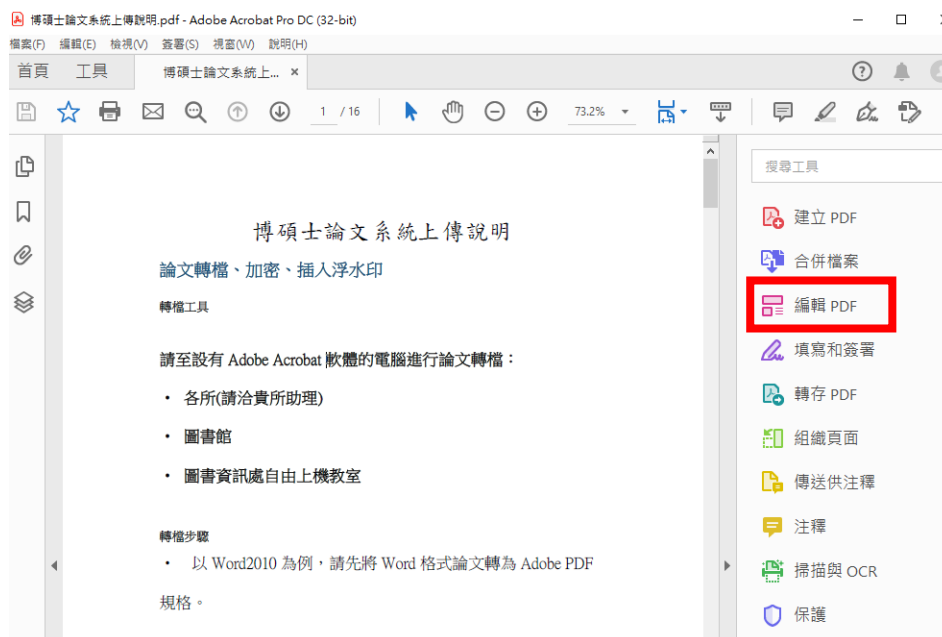 博碩士論文系統上傳說明.pdf - Adobe Acrobat Pro DC (32-bit)
檔案(F) 編輯(E) 檢視(V) 簽署(S) 視窗(W) 說明(H)
首頁 工具 博碩士論文系統上... ×
1 / 16 73.2%
搜尋工具
建立 PDF
合併檔案
編輯 PDF
填寫和簽署
轉存 PDF
組織頁面
傳送供注釋
注釋
掃描與 OCR
保護
博碩士論文系統上傳說明
論文轉檔、加密、插入浮水印
轉檔工具
請至設有 Adobe Acrobat 軟體的電腦進行論文轉檔：
• 各所(請洽貴所助理)
• 圖書館
• 圖書資訊處自由上機教室
轉檔步驟
• 以 Word2010 為例，請先將 Word 格式論文轉為 Adobe PDF
規格。